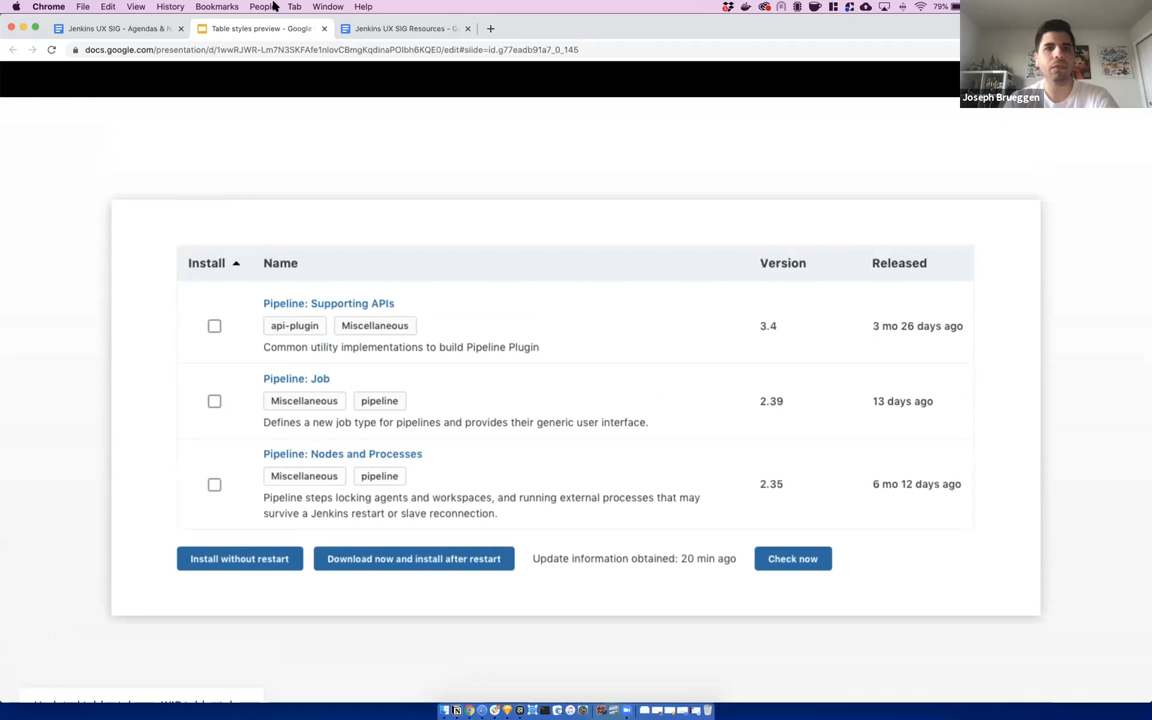 Chrome File Edit View History Bookmarks People Tab Window Help 79%
Jenkins UX SIG - Agendas & N Table styles preview - Google Jenkins UX SIG Resources - G
docs.google.com/presentation/d/1wwRJWR-Lm7N3SKFAfe1nlovCBmgKqdinaPOIbh6KQE0/edit#slide=id.g77eadb91a7_0_145
Joseph Brueggen
Install Name Version Released
Pipeline: Supporting APIs
api-plugin Miscellaneous 3.4 3 mo 26 days ago
Common utility implementations to build Pipeline Plugin
Pipeline: Job
Miscellaneous pipeline 2.39 13 days ago
Defines a new job type for pipelines and provides their generic user interface.
Pipeline: Nodes and Processes
Miscellaneous pipeline 2.35 6 mo 12 days ago
Pipeline steps locking agents and workspaces, and running external processes that may
survive a Jenkins restart or slave reconnection.
Install without restart Download now and install after restart Update information obtained: 20 min ago Check now